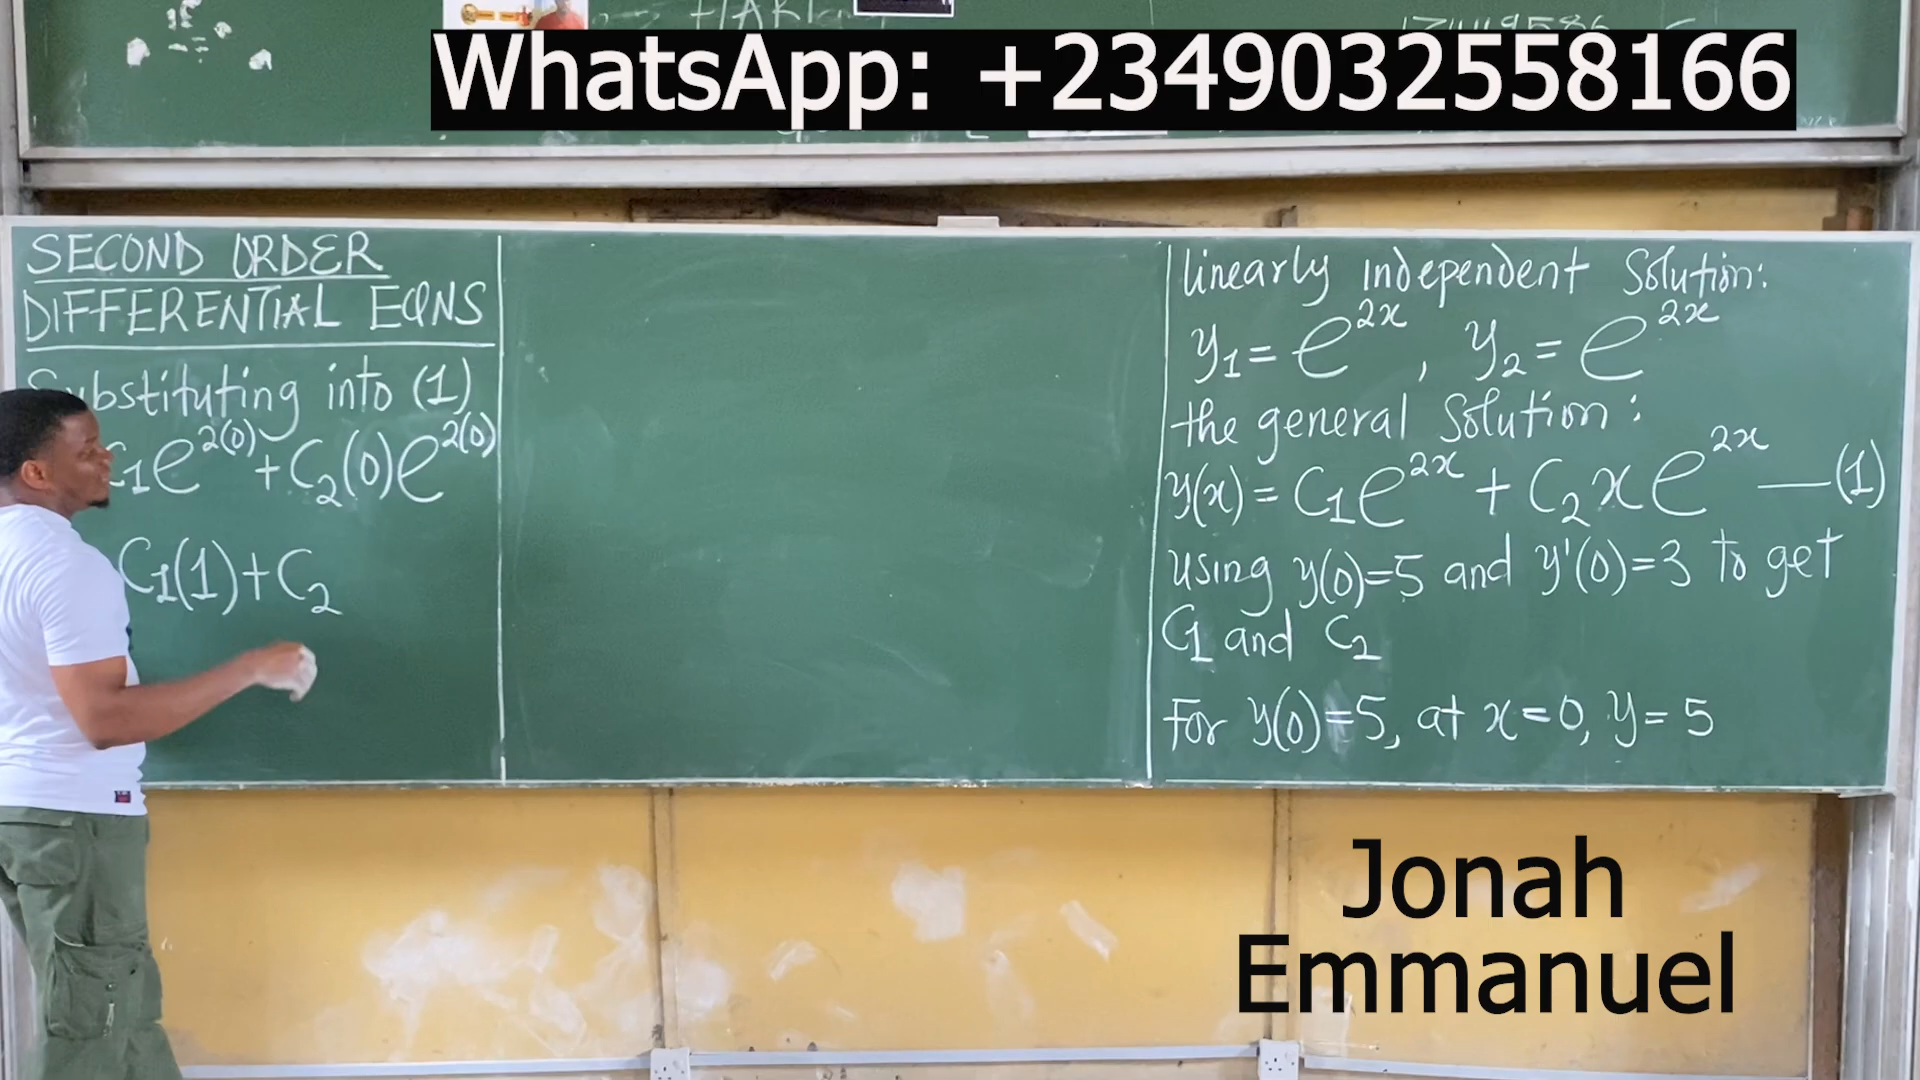 WhatsApp: +2349032558166
SECOND ORDER
DIFFERENTIAL EQNS
Substituting into (1)
C₁e^2(0) + C₂(0)e^2(0)
C₁(1) + C₂
Linearly independent Solution:
y₁ = e^2x , y₂ = e^2x
the general Solution:
y(x) = C₁e^2x + C₂xe^2x —(1)
Using y(0)=5 and y'(0)=3 to get
C₁ and C₂
For y(0)=5, at x=0, y=5
Jonah
Emmanuel